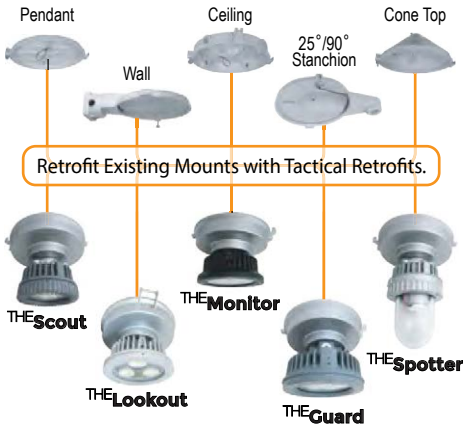 Pendant
Wall
Ceiling
25°/90°
Stanchion
Cone Top
Retrofit Existing Mounts with Tactical Retrofits.
THEScout
THELookout
THEMonitor
THEGuard
THESpotter